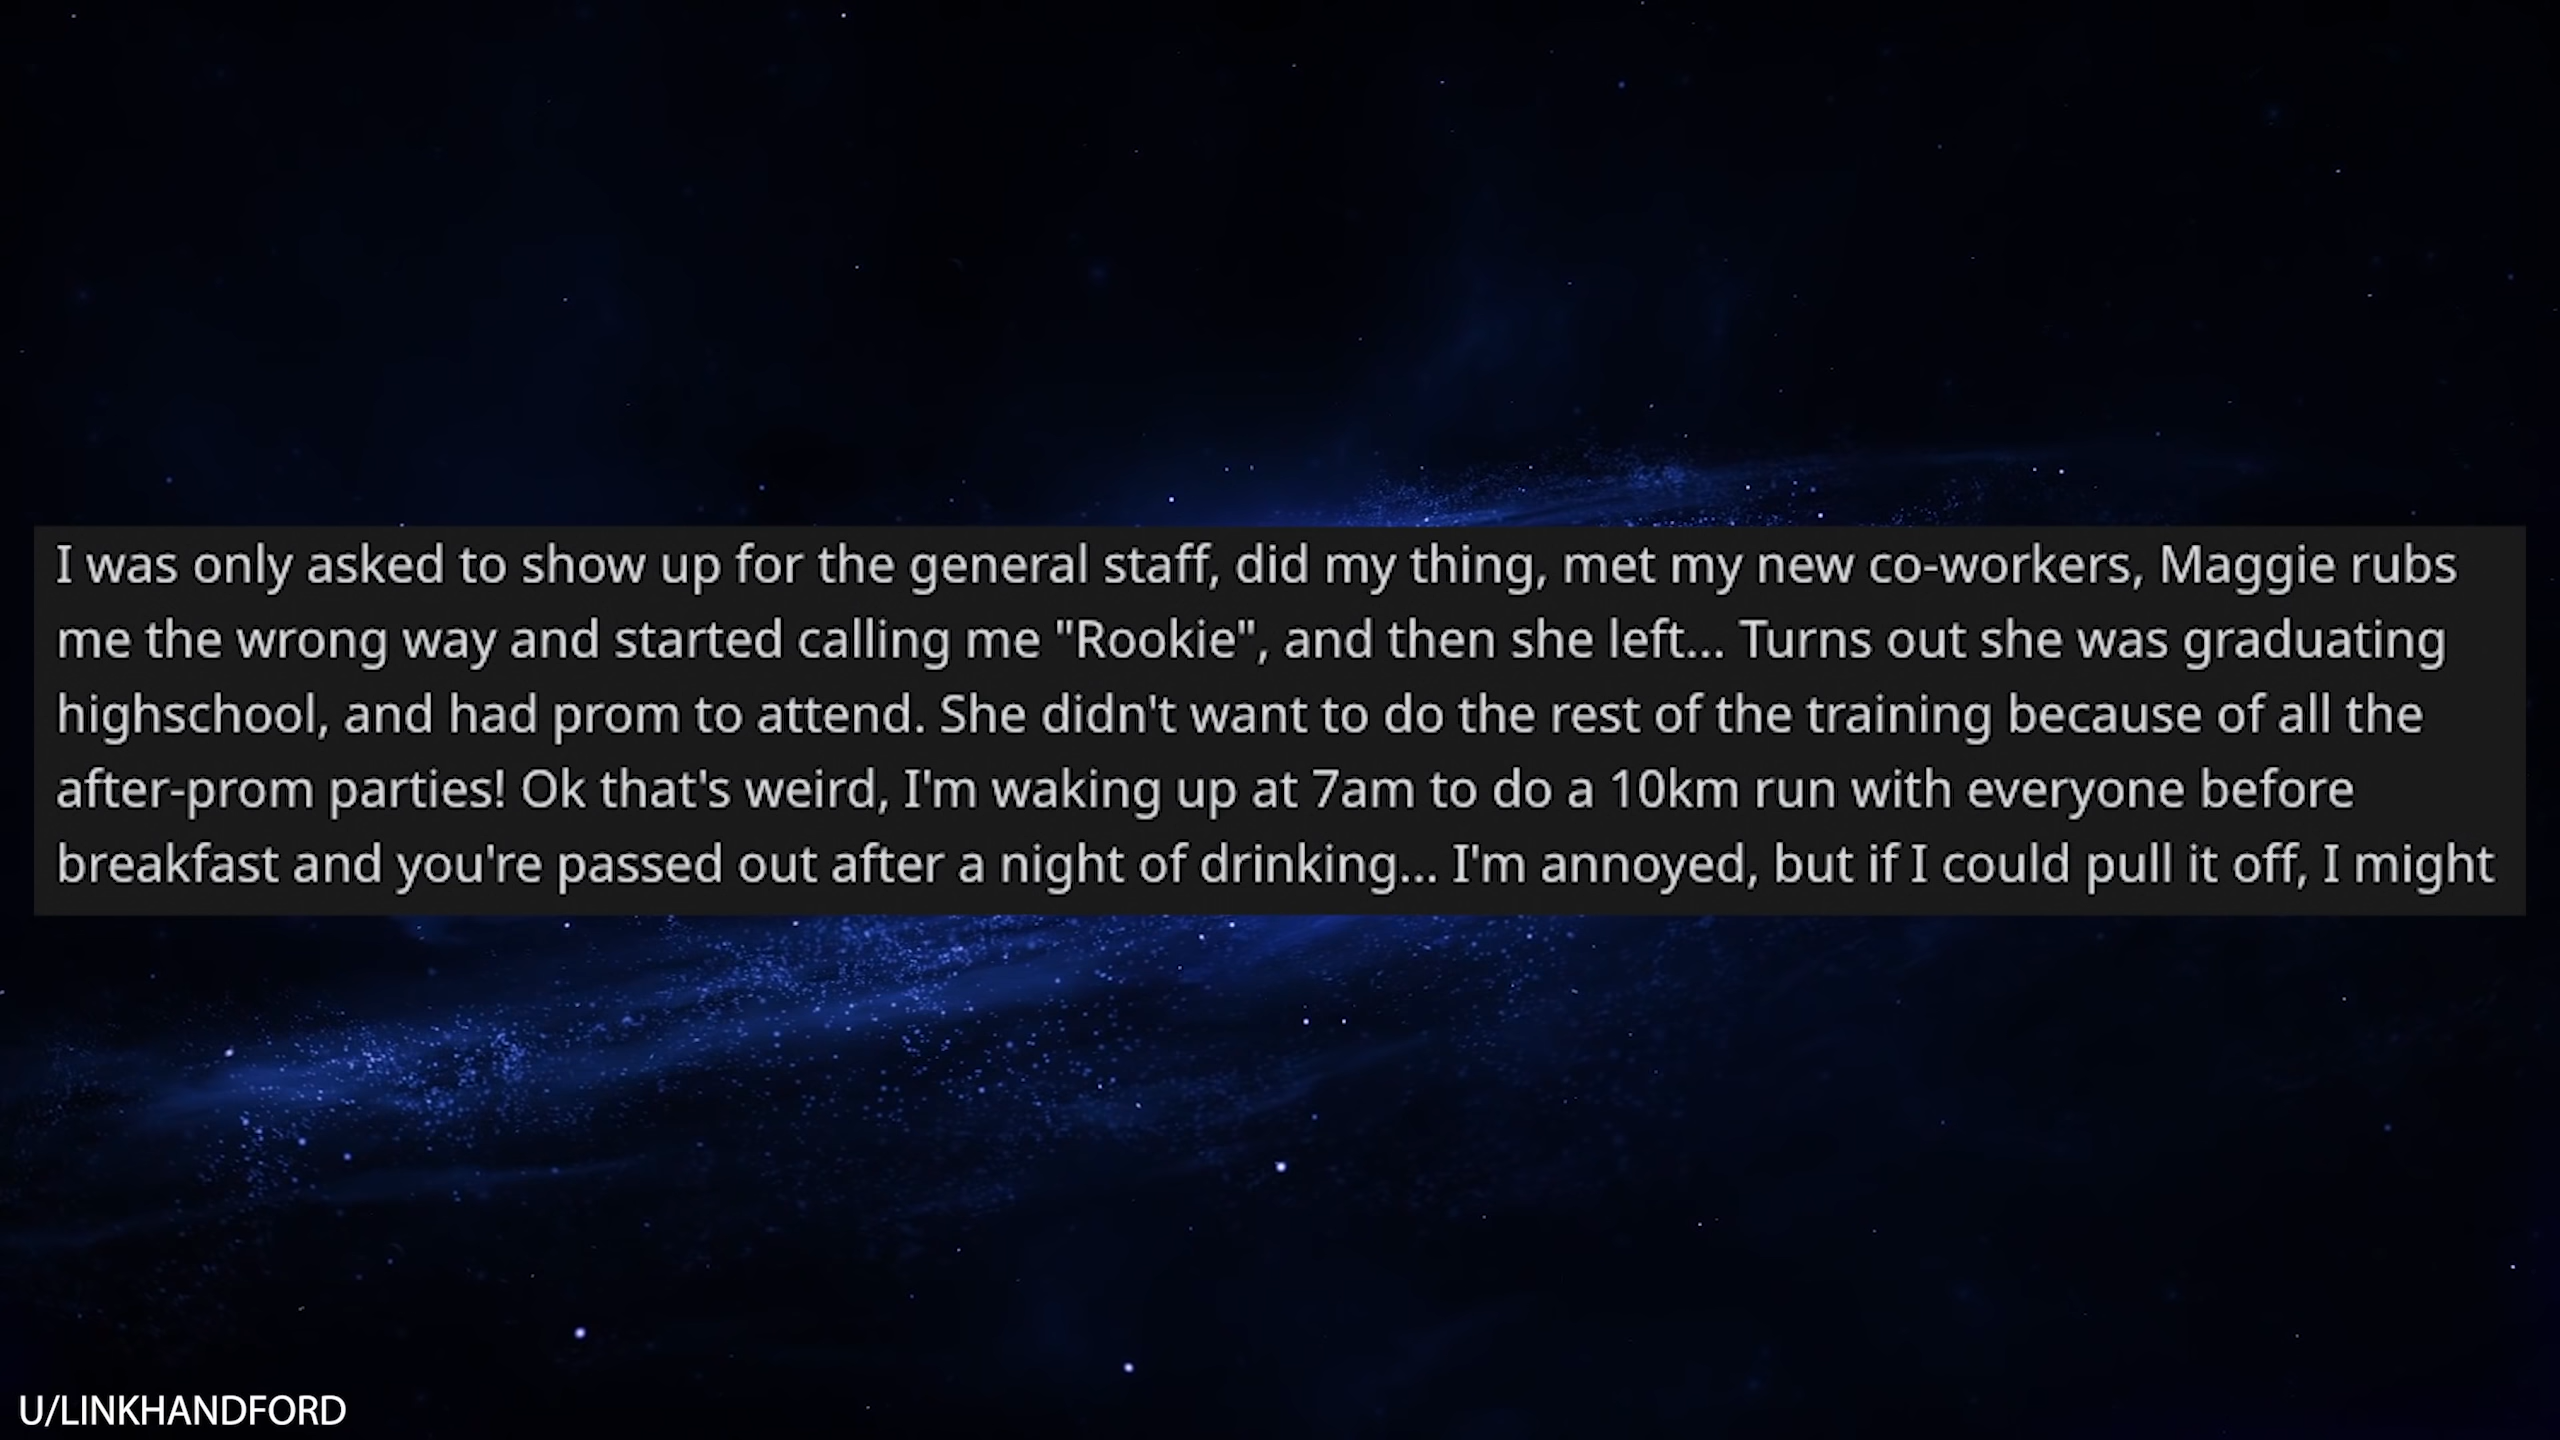 I was only asked to show up for the general staff, did my thing, met my new co-workers, Maggie rubs
me the wrong way and started calling me "Rookie", and then she left... Turns out she was graduating
highschool, and had prom to attend. She didn't want to do the rest of the training because of all the
after-prom parties! Ok that's weird, I'm waking up at 7am to do a 10km run with everyone before
breakfast and you're passed out after a night of drinking... I'm annoyed, but if I could pull it off, I might
U/LINKHANDFORD